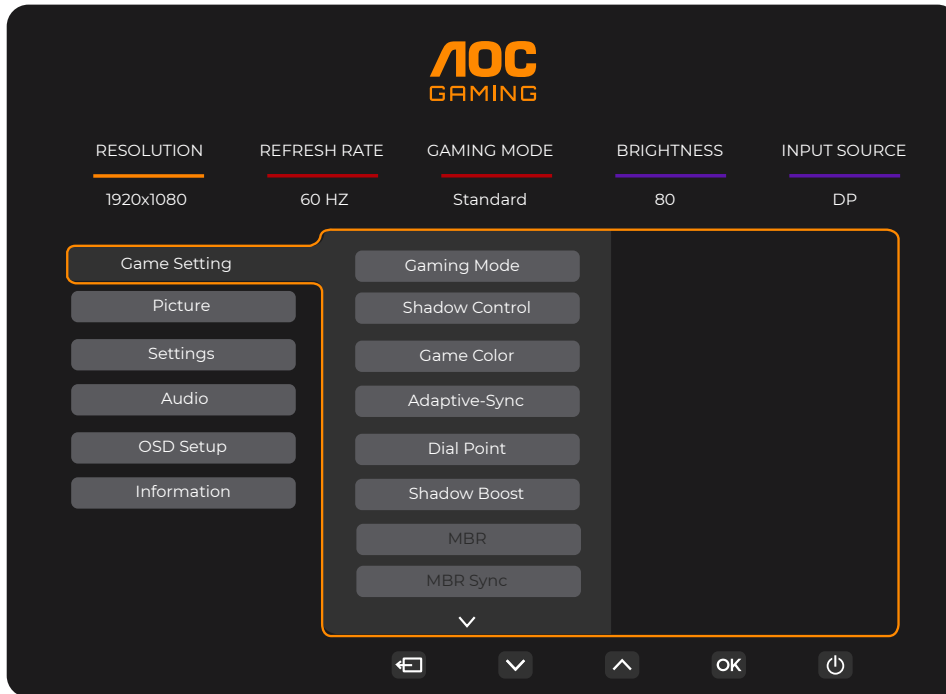 AOC
GAMING
RESOLUTION REFRESH RATE GAMING MODE BRIGHTNESS INPUT SOURCE
1920x1080 60 HZ Standard 80 DP
Game Setting
Picture
Settings
Audio
OSD Setup
Information
Gaming Mode
Shadow Control
Game Color
Adaptive-Sync
Dial Point
Shadow Boost
MBR
MBR Sync
OK